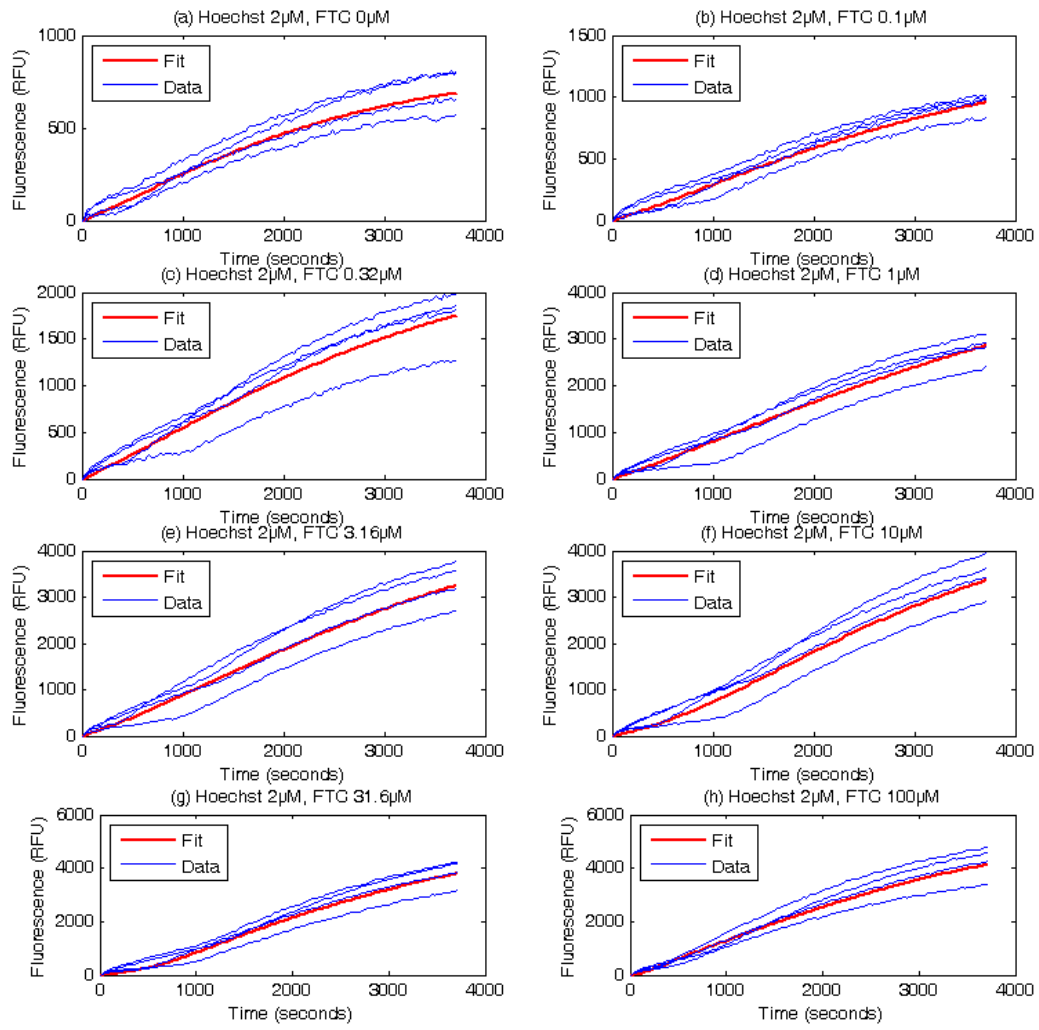 (a) Hoechst 2µM, FTC 0µM
Fluorescence (RFU)
1000
500
0
Fit
Data
0 1000 2000 3000 4000
Time (seconds)
(b) Hoechst 2µM, FTC 0.1µM
Fluorescence (RFU)
1500
1000
500
0
Fit
Data
0 1000 2000 3000 4000
Time (seconds)
(c) Hoechst 2µM, FTC 0.32µM
Fluorescence (RFU)
2000
1500
1000
500
0
Fit
Data
0 1000 2000 3000 4000
Time (seconds)
(d) Hoechst 2µM, FTC 1µM
Fluorescence (RFU)
4000
3000
2000
1000
0
Fit
Data
0 1000 2000 3000 4000
Time (seconds)
(e) Hoechst 2µM, FTC 3.16µM
Fluorescence (RFU)
4000
3000
2000
1000
0
Fit
Data
0 1000 2000 3000 4000
Time (seconds)
(f) Hoechst 2µM, FTC 10µM
Fluorescence (RFU)
4000
3000
2000
1000
0
Fit
Data
0 1000 2000 3000 4000
Time (seconds)
(g) Hoechst 2µM, FTC 31.6µM
Fluorescence (RFU)
6000
4000
2000
0
Fit
Data
0 1000 2000 3000 4000
Time (seconds)
(h) Hoechst 2µM, FTC 100µM
Fluorescence (RFU)
6000
4000
2000
0
Fit
Data
0 1000 2000 3000 4000
Time (seconds)